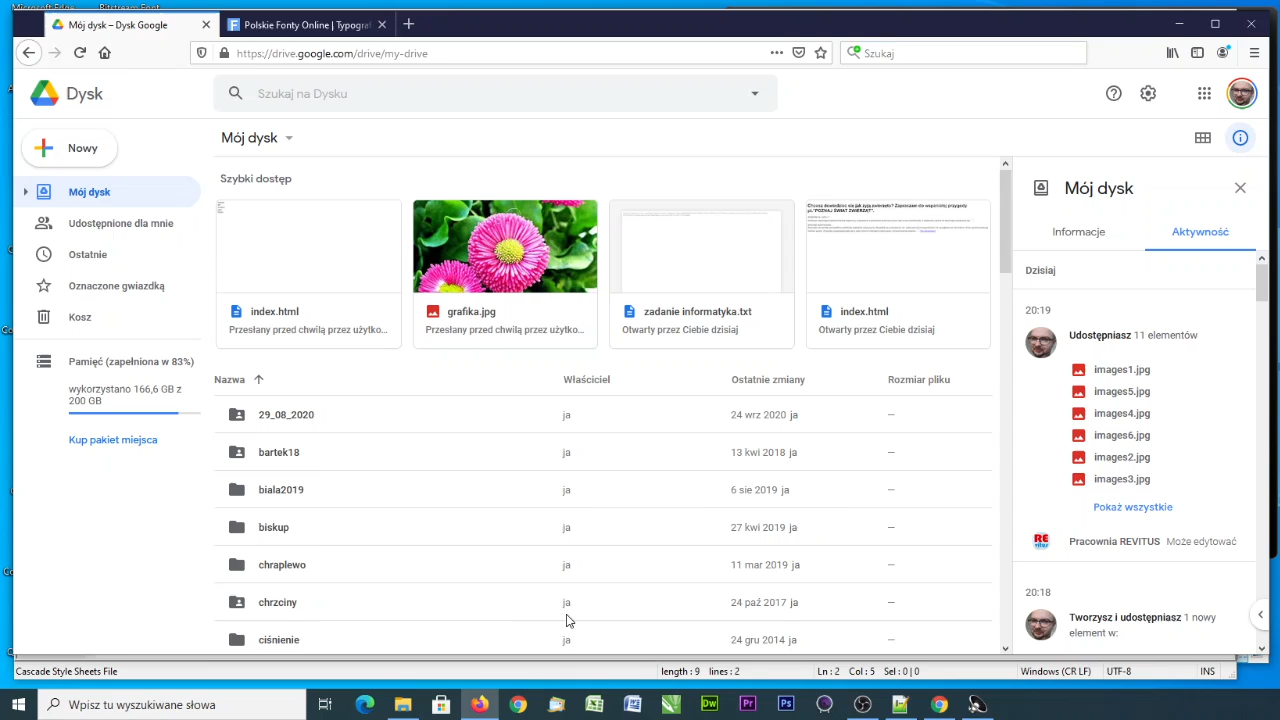 Microsoft Edge Bitstream Font
Mój dysk – Dysk Google
Polskie Fonty Online | Typograf
https://drive.google.com/drive/my-drive
Szukaj
Dysk
Szukaj na Dysku
Nowy
Mój dysk
Mój dysk
Udostępnione dla mnie
Ostatnie
Oznaczone gwiazdką
Kosz
Pamięć (zapełniona w 83%)
wykorzystano 166,6 GB z
200 GB
Kup pakiet miejsca
Szybki dostęp
index.html
Przesłany przed chwilą przez użytko...
grafika.jpg
Przesłany przed chwilą przez użytko...
zadanie informatyka.txt
Otwarty przez Ciebie dzisiaj
index.html
Otwarty przez Ciebie dzisiaj
Nazwa Właściciel Ostatnie zmiany Rozmiar pliku
29_08_2020 ja 24 wrz 2020 ja –
bartek18 ja 13 kwi 2018 ja –
biala2019 ja 6 sie 2019 ja –
biskup ja 27 kwi 2019 ja –
chraplewo ja 11 mar 2019 ja –
chrzciny ja 24 paź 2017 ja –
ciśnienie ja 24 gru 2014 ja –
Mój dysk
Informacje Aktywność
Dzisiaj
20:19
Udostępniasz 11 elementów
images1.jpg
images5.jpg
images4.jpg
images6.jpg
images2.jpg
images3.jpg
Pokaż wszystkie
REvitus Pracownia REVITUS Może edytować
20:18
Tworzysz i udostępniasz 1 nowy
element w:
Cascade Style Sheets File length : 9 lines : 2 Ln : 2 Col : 5 Sel : 0 | 0 Windows (CR LF) UTF-8 INS
Wpisz tu wyszukiwane słowa Dw Pr Ps